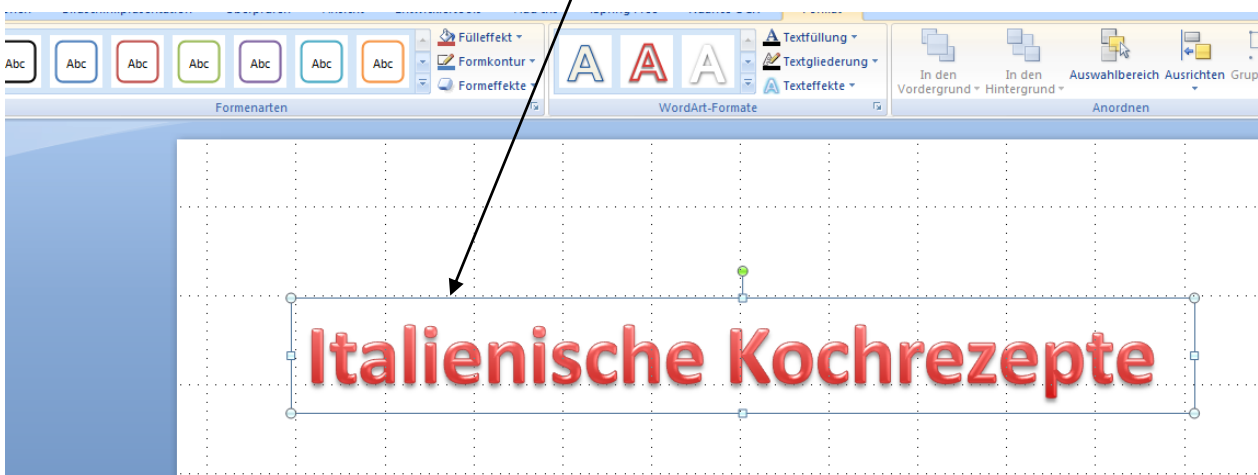 Abc Abc Abc Abc Abc Abc Abc
Fülleffekt
Formkontur
Formeffekte
Formenarten
A A A
Textfüllung
Textgliederung
Texteffekte
WordArt-Formate
In den Vordergrund
In den Hintergrund
Auswahlbereich
Ausrichten
Anordnen
Italienische Kochrezepte